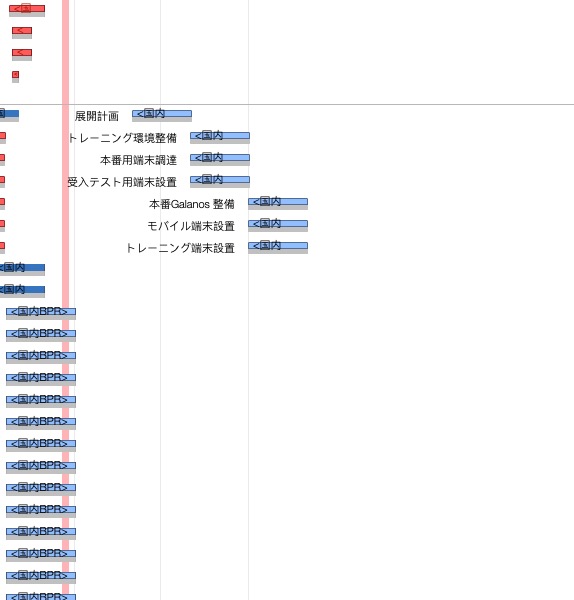 <国
<
<
<
展開計画 <国内
トレーニング環境整備 <国内
本番用端末調達 <国内
受入テスト用端末設置 <国内
本番Galanos 整備 <国内
モバイル端末設置 <国内
トレーニング端末設置 <国内
<国内
<国内
<国内BPR>
<国内BPR>
<国内BPR>
<国内BPR>
<国内BPR>
<国内BPR>
<国内BPR>
<国内BPR>
<国内BPR>
<国内BPR>
<国内BPR>
<国内BPR>
<国内BPR>
<国内BPR>